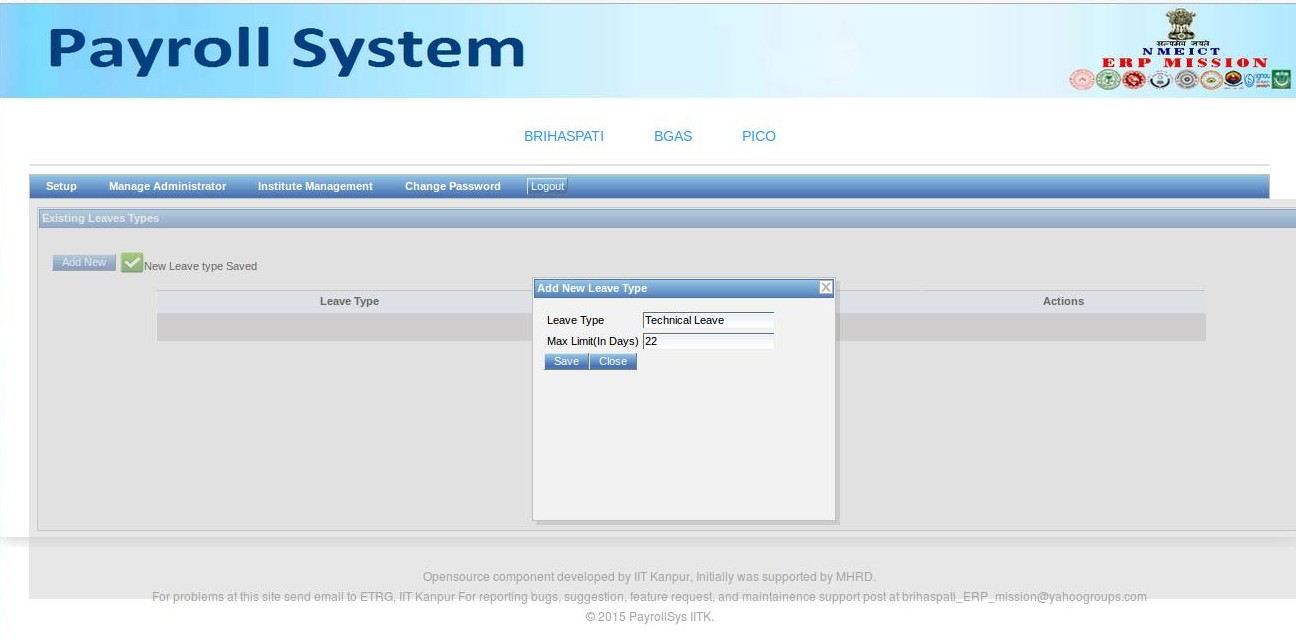 Payroll System
सत्यमेव जयते
NMEICT
ERP MISSION
BRIHASPATI BGAS PICO
Setup Manage Administrator Institute Management Change Password Logout
Existing Leaves Types
Add New New Leave type Saved
Leave Type Actions
Add New Leave Type
Leave Type Technical Leave
Max Limit(In Days) 22
Save Close
Opensource component developed by IIT Kanpur, Initially was supported by MHRD.
For problems at this site send email to ETRG, IIT Kanpur For reporting bugs, suggestion, feature request, and maintainence support post at brihaspati_ERP_mission@yahoogroups.com
© 2015 PayrollSys IITK.